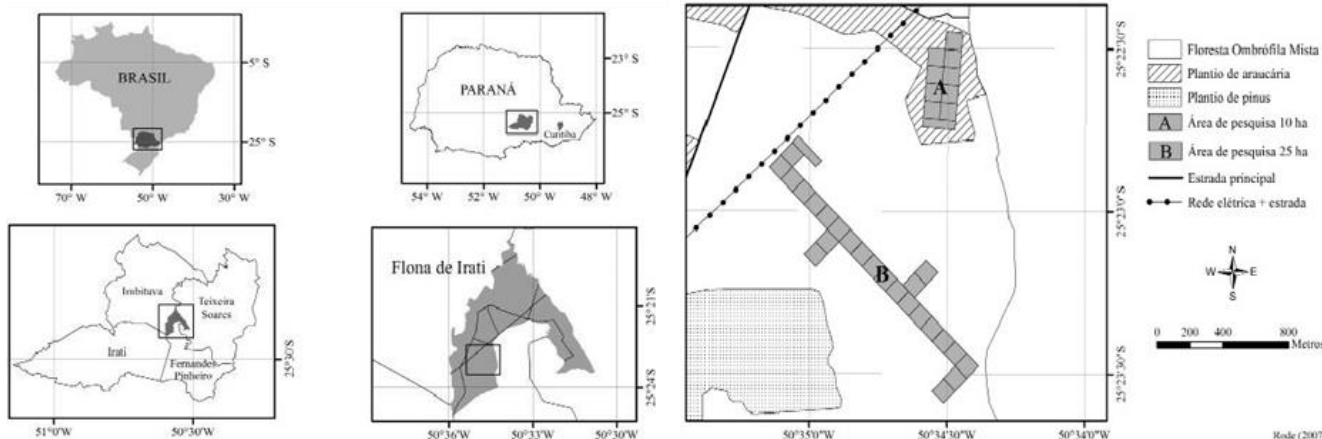 BRASIL
5° S
25° S
70° W
50° W
30° W
PARANÁ
Curitiba
23° S
25° S
54° W
52° W
50° W
48° W
Imbituva
Teixeira
Soares
Irati
Fernandes
Pinheiro
25°30'S
51°0'W
50°30'W
Flona de Irati
25°21'S
25°24'S
50°36'W
50°33'W
50°30'W
A
B
25°22'30"S
25°23'0"S
25°23'30"S
50°35'0"W
50°34'30"W
50°34'0"W
Floresta Ombrófila Mista
Plantio de araucária
Plantio de pinus
A Área de pesquisa 10 ha
B Área de pesquisa 25 ha
Estrada principal
Rede elétrica + estrada
N
W E
S
0 200 400 800
Metros
Rode (2007